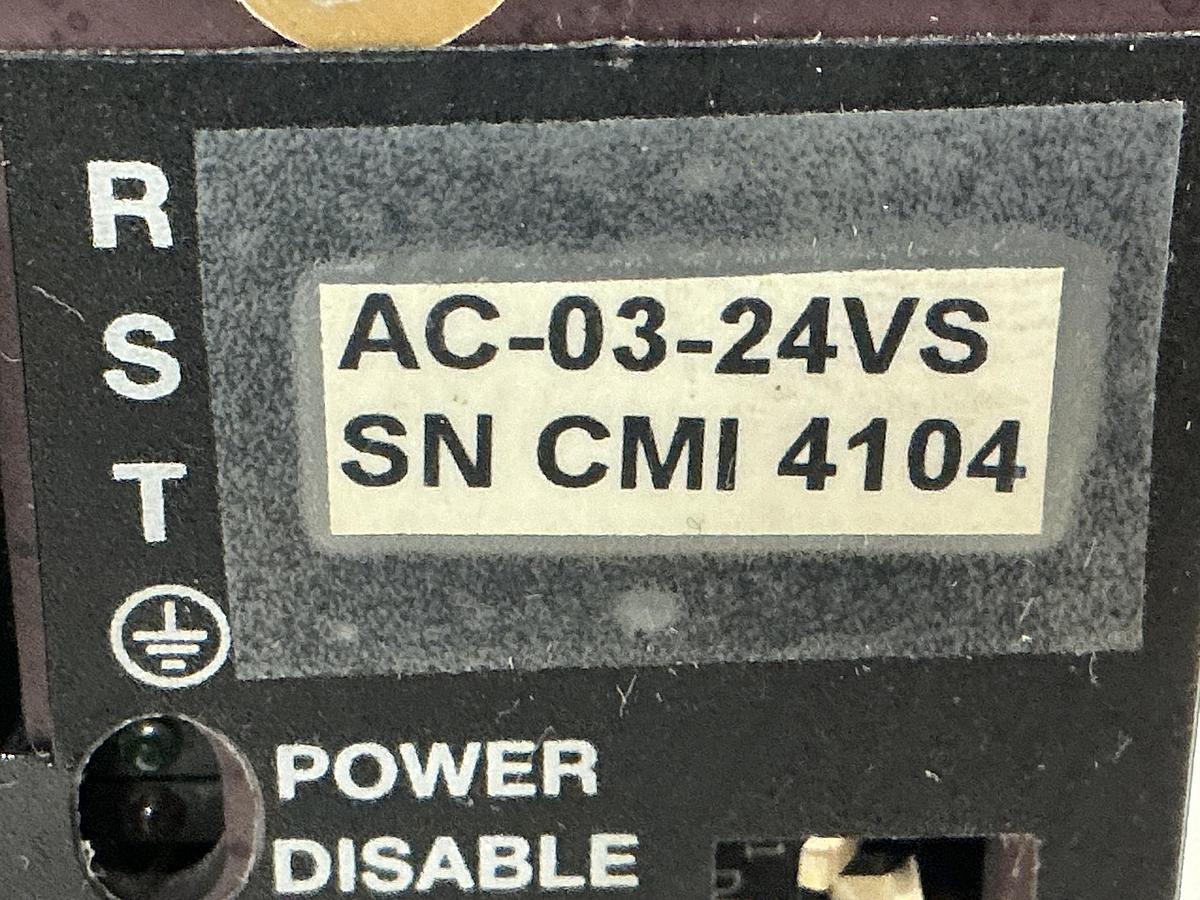 R
S
T
AC-03-24VS
SN CMI 4104
POWER
DISABLE